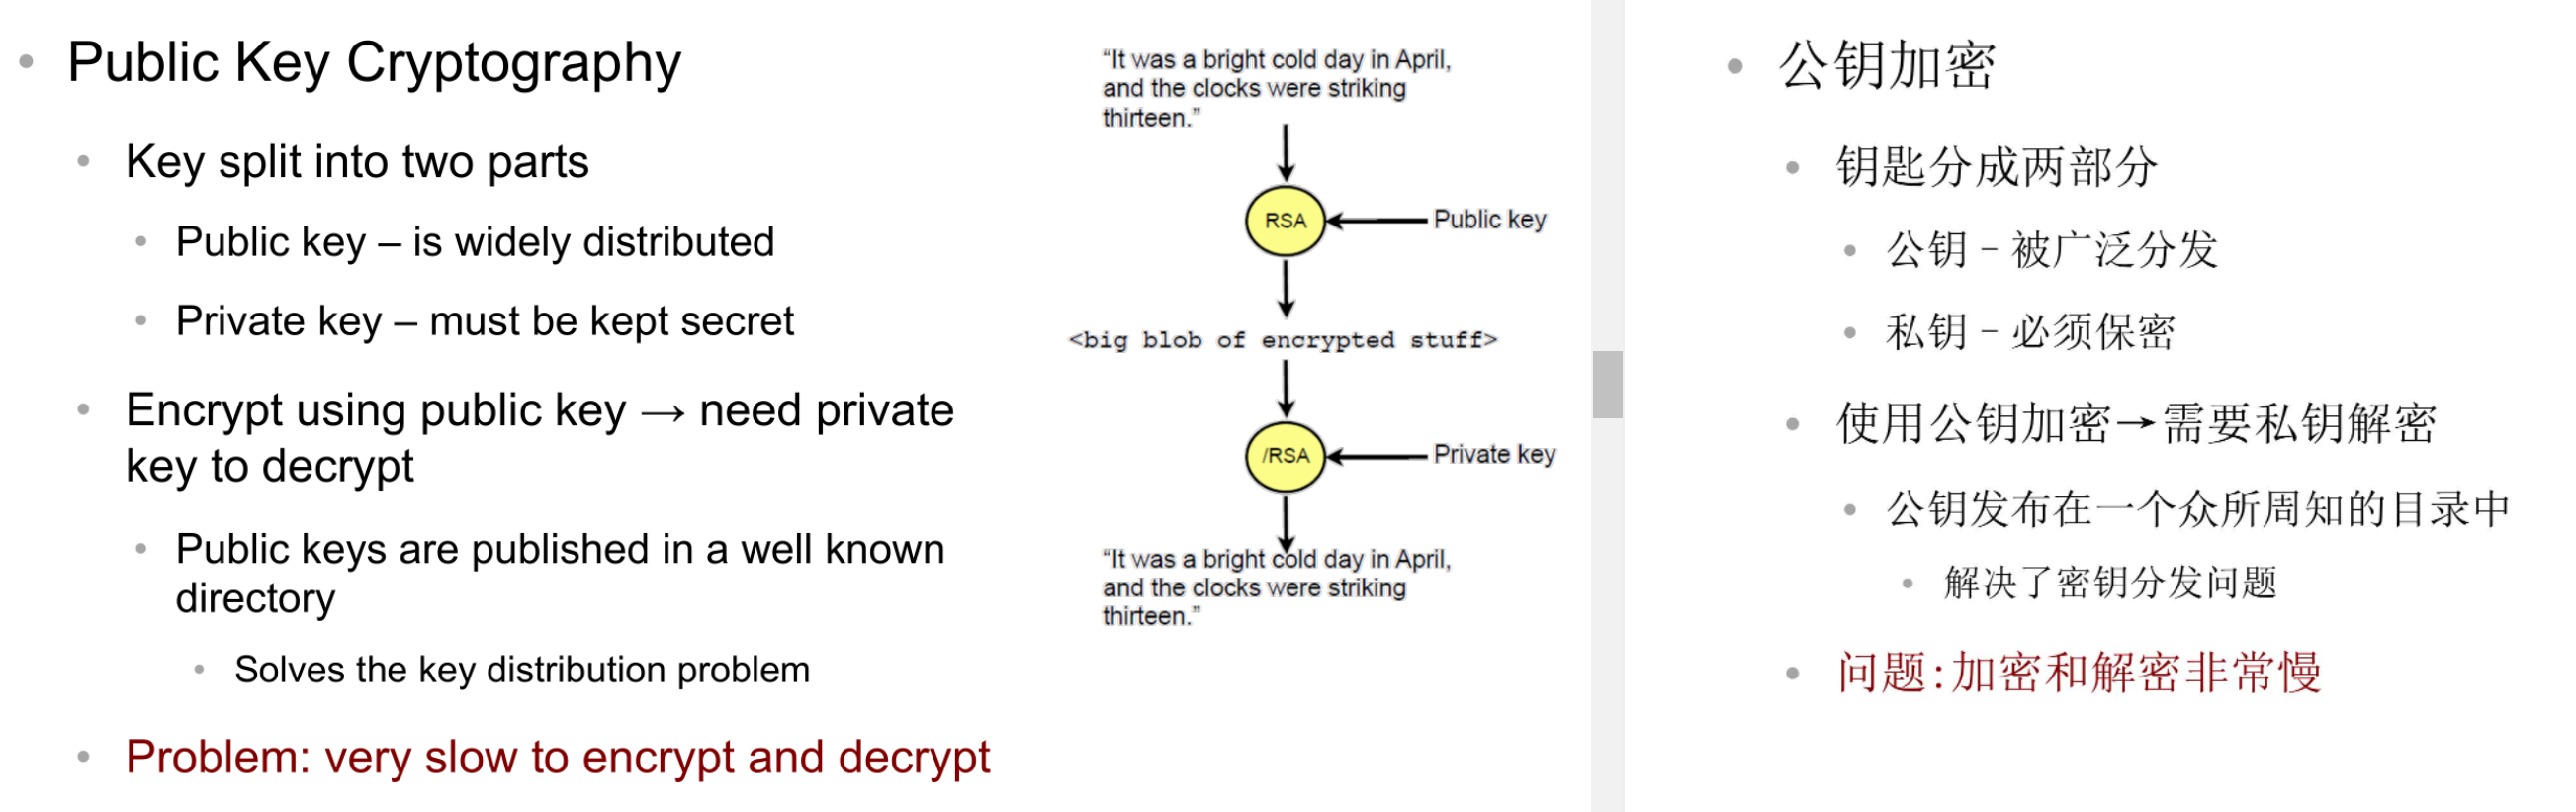 Public Key Cryptography
Key split into two parts
Public key – is widely distributed
Private key – must be kept secret
Encrypt using public key → need private
key to decrypt
Public keys are published in a well known
directory
Solves the key distribution problem
Problem: very slow to encrypt and decrypt
“It was a bright cold day in April,
and the clocks were striking
thirteen.”
RSA
Public key
<big blob of encrypted stuff>
/RSA
Private key
“It was a bright cold day in April,
and the clocks were striking
thirteen.”
公钥加密
钥匙分成两部分
公钥 – 被广泛分发
私钥 – 必须保密
使用公钥加密→需要私钥解密
公钥发布在一个众所周知的目录中
解决了密钥分发问题
问题:加密和解密非常慢